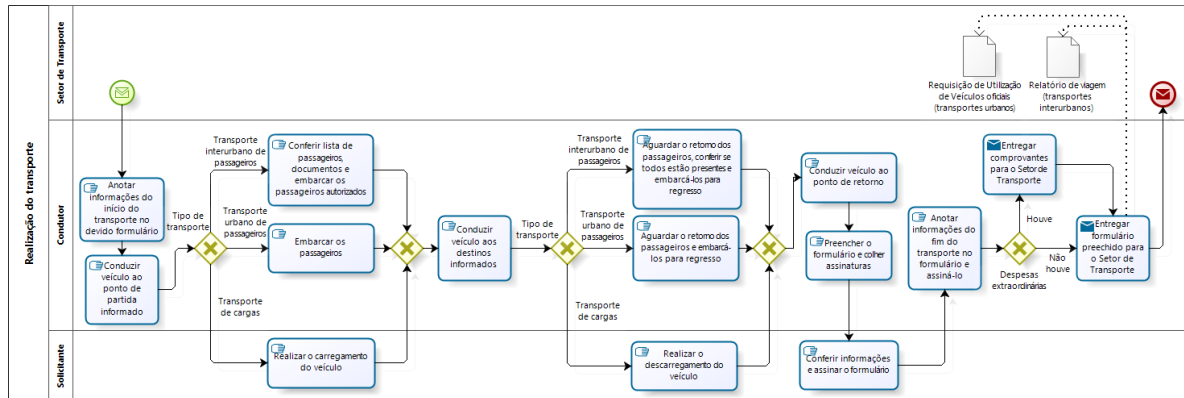 Realização do transporte
Setor de Transporte
Requisição de Utilização
de Veículos oficiais
(transportes urbanos)
Relatório de viagem
(transportes
interurbanos)
Condutor
Anotar
informações do
início do
transporte no
devido formulário
Conduzir
veículo ao
ponto de
partida
informado
Tipo de
transporte
Transporte
interurbano de
passageiros
Conferir lista de
passageiros,
documentos e
embarcar os
passageiros autorizados
Transporte
urbano de
passageiros
Embarcar os
passageiros
Transporte
de cargas
Conduzir
veículo aos
destinos
informados
Tipo de
transporte
Transporte
interurbano de
passageiros
Aguardar o retorno dos
passageiros, conferir se
todos estão presentes e
embarcá-los para
regresso
Transporte
urbano de
passageiros
Aguardar o retorno dos
passageiros e embarcá-
los para regresso
Transporte
de cargas
Conduzir veículo ao
ponto de retorno
Preencher o
formulário e colher
assinaturas
Anotar
informações do
fim do
transporte no
formulário e
assiná-lo
Despesas
extraordinárias
Houve
Não
houve
Entregar
comprovantes
para o Setorde
Transporte
Entregar
formulário
preechido para
o Setor de
Transporte
Solicitante
Realizar o carregamento
do veículo
Realizar o
descarregamento do
veículo
Conferir informações
e assinar o formulário